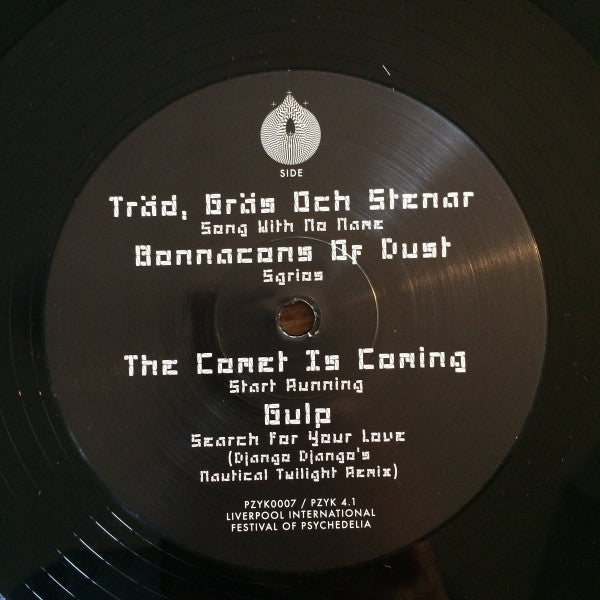 SIDE
Träd, Gräs Och Stenar
Song With No Name
Bonnacons Of Dust
Sgrios
The Comet Is Coming
Start Running
Gulp
Search For Your Love
(Django Django's
Nautical Twilight Remix)
PZYK0007 / PZYK 4.1
LIVERPOOL INTERNATIONAL
FESTIVAL OF PSYCHEDELIA